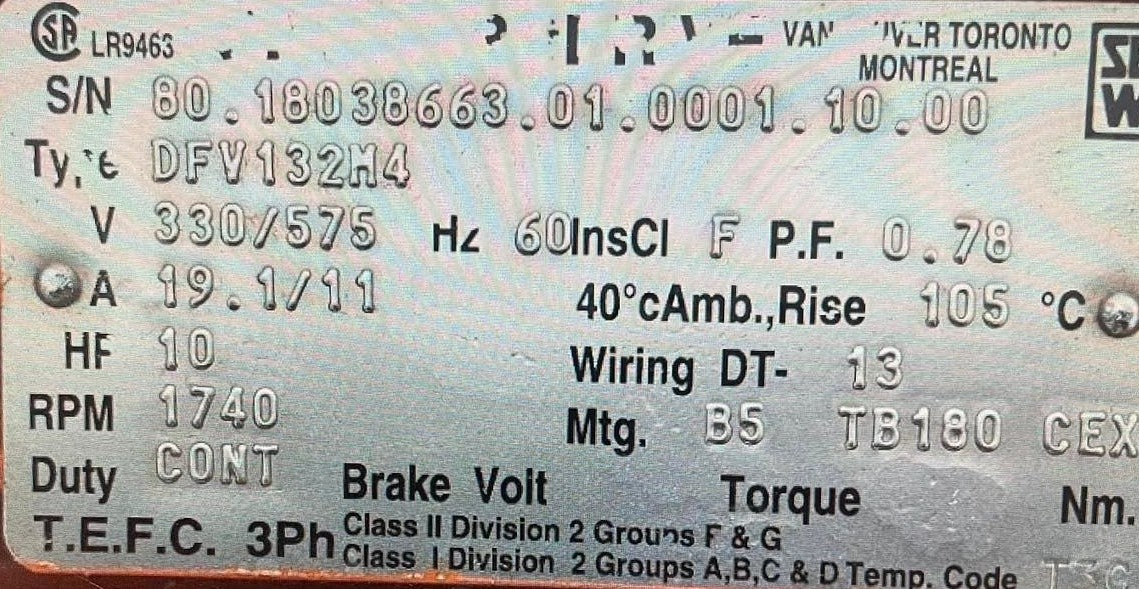 SA LR9463
TORONTO
MONTREAL
S/N 80.18038663.01.0001.10.00
DFV132M4
V 330/575 Hz 60 InsCl F P.F. 0.78
A 19.1/11 40°cAmb.,Rise 105 °C
10 Wiring DT- 13
RPM 1740 Mtg. B5 TB180 CEX
Duty CONT Brake Volt Torque Nm.
T.E.F.C. 3Ph Class II Division 2 Groups F & G
Class I Division 2 Groups A,B,C & D Temp. Code